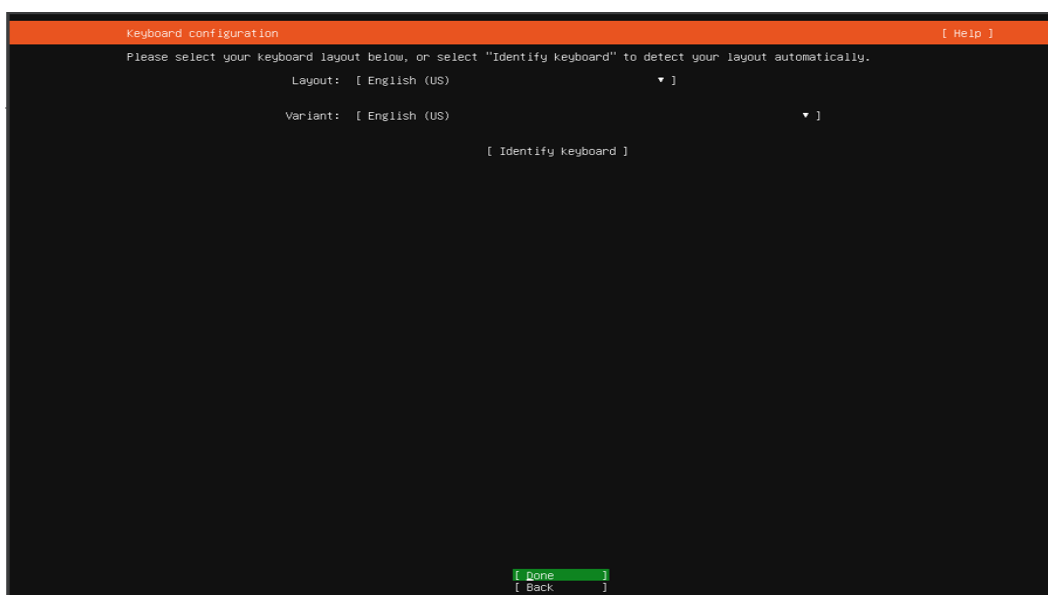 Keyboard configuration [ Help ]
Please select your keyboard layout below, or select "Identify keyboard" to detect your layout automatically.
Layout: [ English (US) ▾ ]
Variant: [ English (US) ▾ ]
[ Identify keyboard ]
[ Done ]
[ Back ]